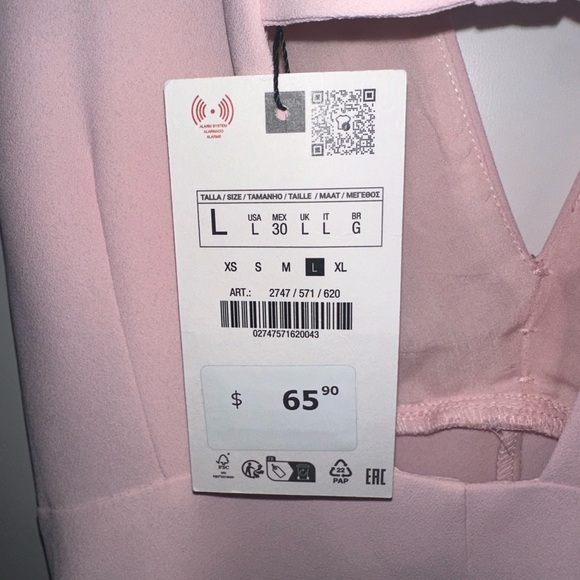 ALARM SYSTEM
ALARMADO
ALARME
TALLA / SIZE / TAMANHO / TAILLE / MAAT / ΜΕΓΕΘΟΣ
L USA L MEX 30 UK L IT L BR G
XS S M L XL
ART.: 2747 / 571 / 620
02747571620043
$ 65 90
FSC 22 PAP EAC